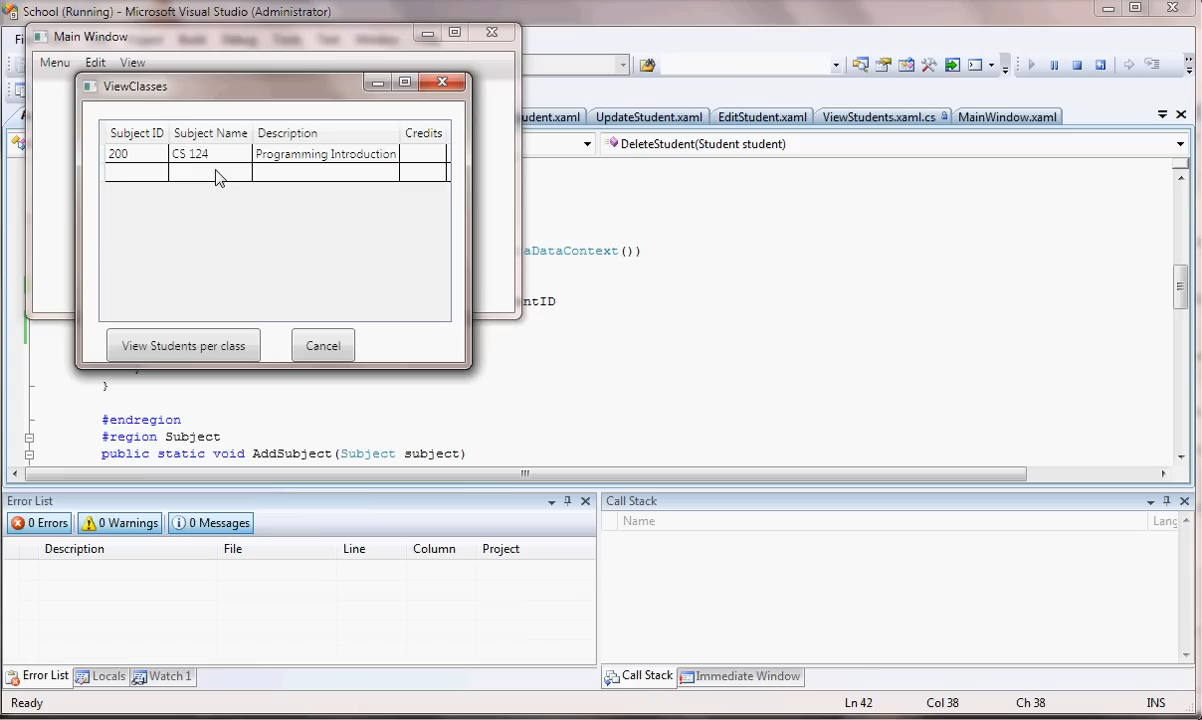 School (Running) - Microsoft Visual Studio (Administrator)
Main Window
Menu Edit View
ViewClasses
udent.xaml UpdateStudent.xaml EditStudent.xaml ViewStudents.xaml.cs MainWindow.xaml
Subject ID Subject Name Description Credits
DeleteStudent(Student student)
200 CS 124 Programming Introduction
aDataContext())
ntID
View Students per class Cancel
}
#endregion
#region Subject
public static void AddSubject(Subject subject)
Error List Call Stack
0 Errors 0 Warnings 0 Messages Name Lang
Description File Line Column Project
Error List Locals Watch 1 Call Stack Immediate Window
Ready Ln 42 Col 38 Ch 38 INS